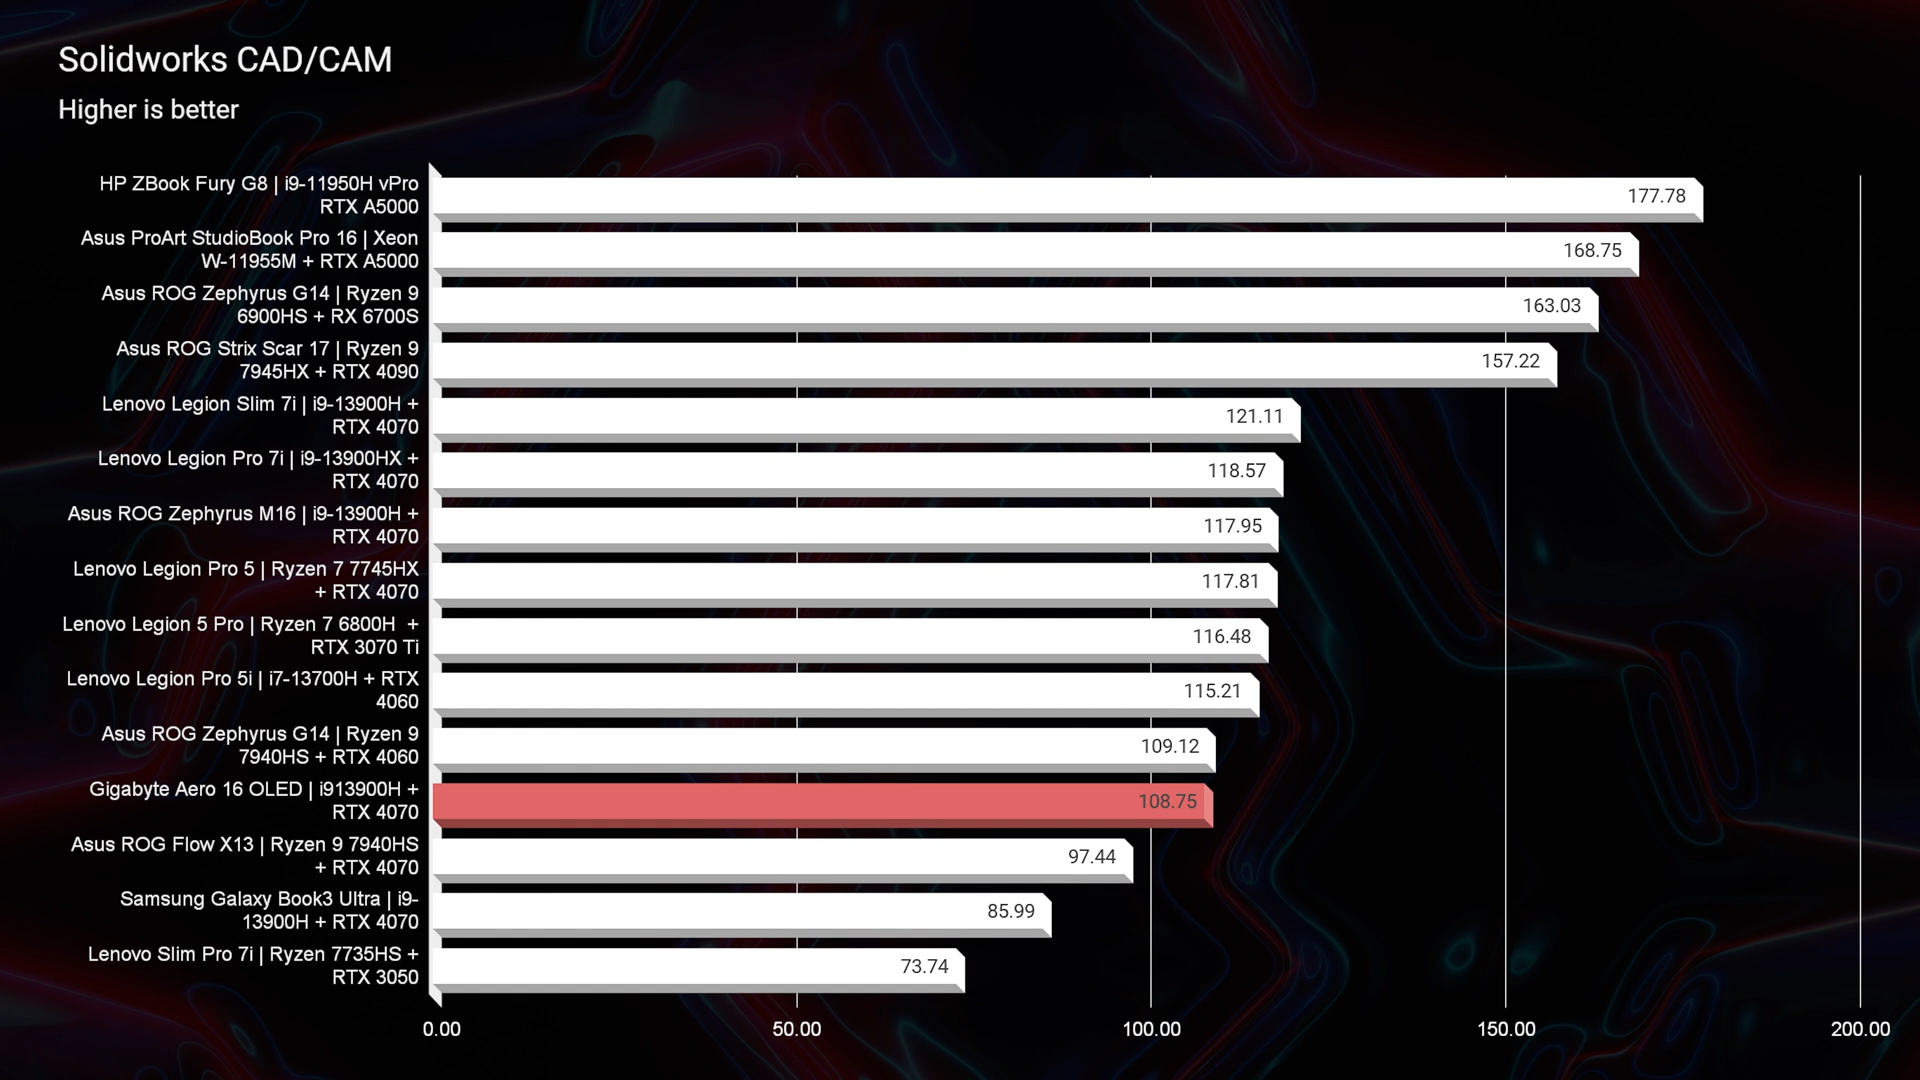 Solidworks CAD/CAM
Higher is better
HP ZBook Fury G8 | i9-11950H vPro
RTX A5000
177.78
Asus ProArt StudioBook Pro 16 | Xeon
W-11955M + RTX A5000
168.75
Asus ROG Zephyrus G14 | Ryzen 9
6900HS + RX 6700S
163.03
Asus ROG Strix Scar 17 | Ryzen 9
7945HX + RTX 4090
157.22
Lenovo Legion Slim 7i | i9-13900H +
RTX 4070
121.11
Lenovo Legion Pro 7i | i9-13900HX +
RTX 4070
118.57
Asus ROG Zephyrus M16 | i9-13900H +
RTX 4070
117.95
Lenovo Legion Pro 5 | Ryzen 7 7745HX
+ RTX 4070
117.81
Lenovo Legion 5 Pro | Ryzen 7 6800H +
RTX 3070 Ti
116.48
Lenovo Legion Pro 5i | i7-13700H + RTX
4060
115.21
Asus ROG Zephyrus G14 | Ryzen 9
7940HS + RTX 4060
109.12
Gigabyte Aero 16 OLED | i913900H +
RTX 4070
108.75
Asus ROG Flow X13 | Ryzen 9 7940HS
+ RTX 4070
97.44
Samsung Galaxy Book3 Ultra | i9-
13900H + RTX 4070
85.99
Lenovo Slim Pro 7i | Ryzen 7735HS +
RTX 3050
73.74
0.00 50.00 100.00 150.00 200.00